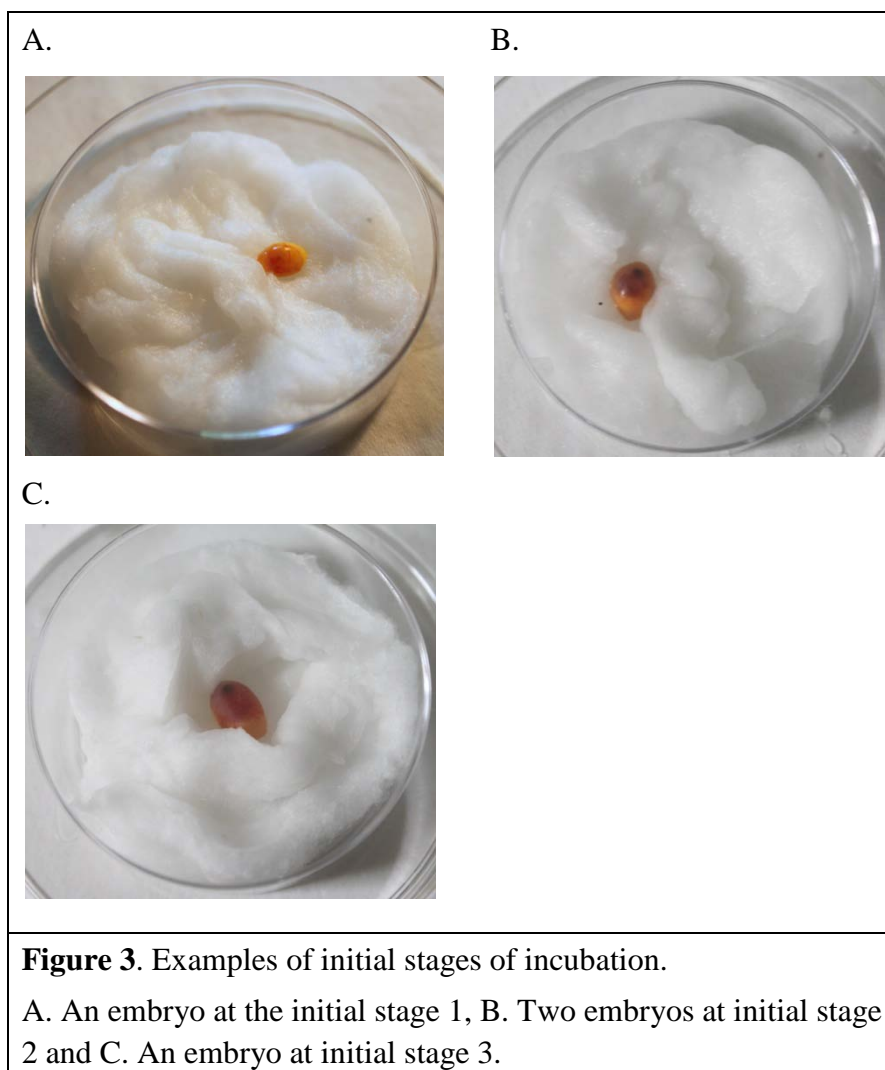 A.
B.
C.
Figure 3. Examples of initial stages of incubation.
A. An embryo at the initial stage 1, B. Two embryos at initial stage
2 and C. An embryo at initial stage 3.